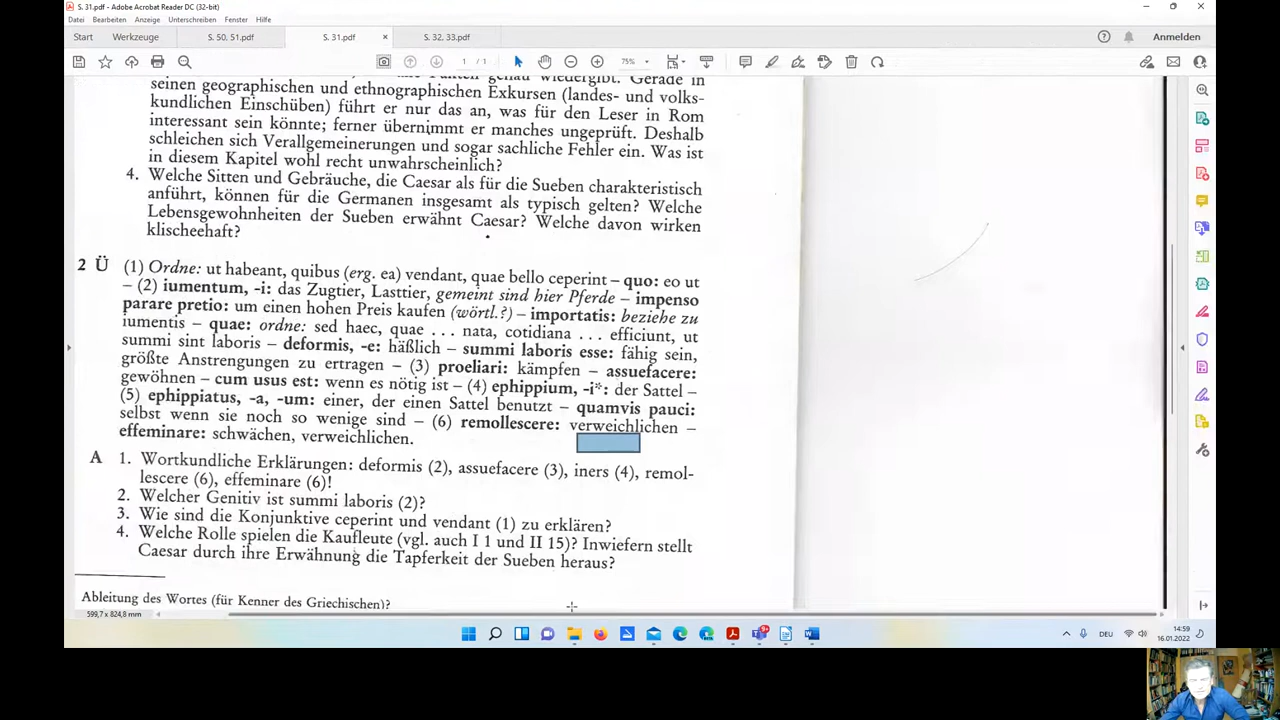 S. 31.pdf - Adobe Acrobat Reader DC (32-bit)
Datei Bearbeiten Anzeige Unterschreiben Fenster Hilfe
Start Werkzeuge S. 50, 51.pdf S. 31.pdf × S. 32, 33.pdf Anmelden
1 / 1 75%
genau wiedergibt. Gerade in
seinen geographischen und ethnographischen Exkursen (landes- und volks-
kundlichen Einschüben) führt er nur das an, was für den Leser in Rom
interessant sein könnte; ferner übernimmt er manches ungeprüft. Deshalb
schleichen sich Verallgemeinerungen und sogar sachliche Fehler ein. Was ist
in diesem Kapitel wohl recht unwahrscheinlich?
4. Welche Sitten und Gebräuche, die Caesar als für die Sueben charakteristisch
anführt, können für die Germanen insgesamt als typisch gelten? Welche
Lebensgewohnheiten der Sueben erwähnt Caesar? Welche davon wirken
klischeehaft?
2 Ü (1) Ordne: ut habeant, quibus (erg. ea) vendant, quae bello ceperint – quo: eo ut
– (2) iumentum, -i: das Zugtier, Lasttier, gemeint sind hier Pferde – impenso
parare pretio: um einen hohen Preis kaufen (wörtl.?) – importatis: beziehe zu
iumentis – quae: ordne: sed haec, quae . . . nata, cotidiana . . . efficiunt, ut
summi sint laboris – deformis, -e: häßlich – summi laboris esse: fähig sein,
größte Anstrengungen zu ertragen – (3) proeliari: kämpfen – assuefacere:
gewöhnen – cum usus est: wenn es nötig ist – (4) ephippium, -i*: der Sattel –
(5) ephippiatus, -a, -um: einer, der einen Sattel benutzt – quamvis pauci:
selbst wenn sie noch so wenige sind – (6) remollescere: verweichlichen –
effeminare: schwächen, verweichlichen.
A 1. Wortkundliche Erklärungen: deformis (2), assuefacere (3), iners (4), remol-
lescere (6), effeminare (6)!
2. Welcher Genitiv ist summi laboris (2)?
3. Wie sind die Konjunktive ceperint und vendant (1) zu erklären?
4. Welche Rolle spielen die Kaufleute (vgl. auch I 1 und II 15)? Inwiefern stellt
Caesar durch ihre Erwähnung die Tapferkeit der Sueben heraus?
Ableitung des Wortes (für Kenner des Griechischen)?
599,7 x 824,8 mm
DEU 14:59
16.01.2022